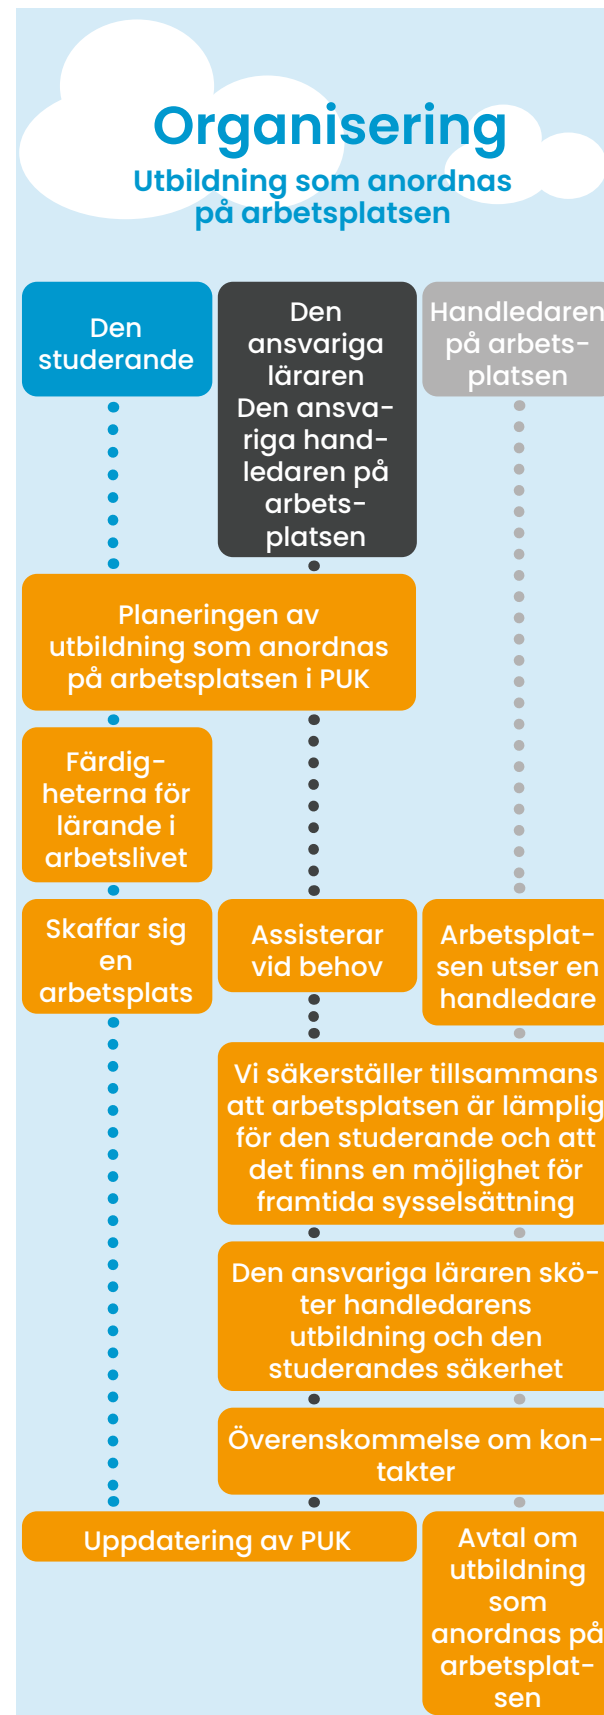 Organisering
Utbildning som anordnas
på arbetsplatsen
Den
studerande
Den
ansvariga
läraren
Den ansva-
riga hand-
ledaren på
arbets-
platsen
Handledaren
på arbets-
platsen
Planeringen av
utbildning som anordnas
på arbetsplatsen i PUK
Färdig-
heterna för
lärande i
arbetslivet
Skaffar sig
en
arbetsplats
Assisterar
vid behov
Arbetsplat-
sen utser en
handledare
Vi säkerställer tillsammans
att arbetsplatsen är lämplig
för den studerande och att
det finns en möjlighet för
framtida sysselsättning
Den ansvariga läraren skö-
ter handledarens
utbildning och den
studerandes säkerhet
Överenskommelse om kon-
takter
Uppdatering av PUK
Avtal om
utbildning
som
anordnas på
arbetsplat-
sen